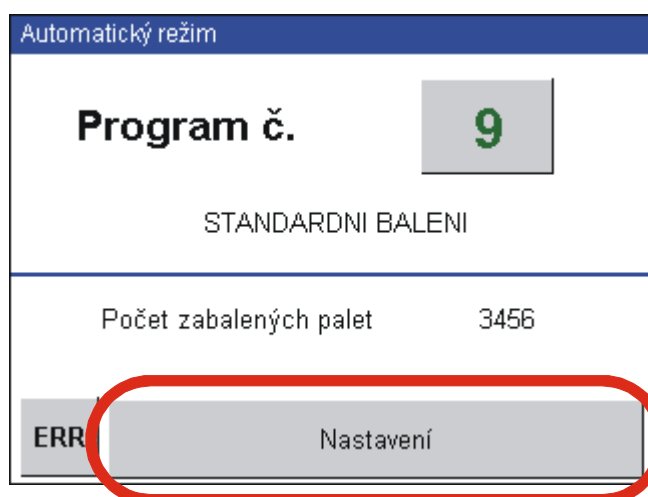 Automatický režim
Program č. 9
STANDARDNI BALENI
Počet zabalených palet 3456
ERR Nastavení